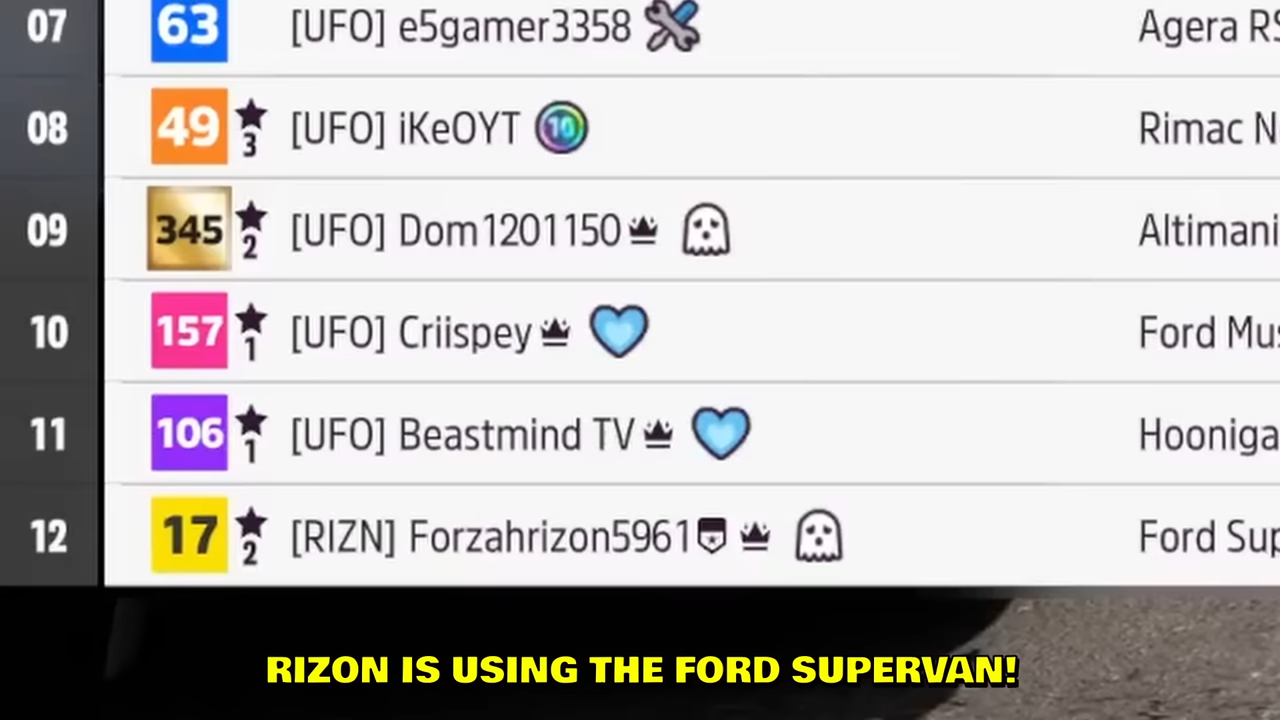 07 63 [UFO] e5gamer3358 Agera RS
08 49 3 [UFO] iKeOYT 10 Rimac N
09 345 2 [UFO] Dom1201150 Altimani
10 157 1 [UFO] Criispey Ford Mus
11 106 1 [UFO] Beastmind TV Hooniga
12 17 2 [RIZN] Forzahrizon5961 Ford Sup
RIZON IS USING THE FORD SUPERVAN!